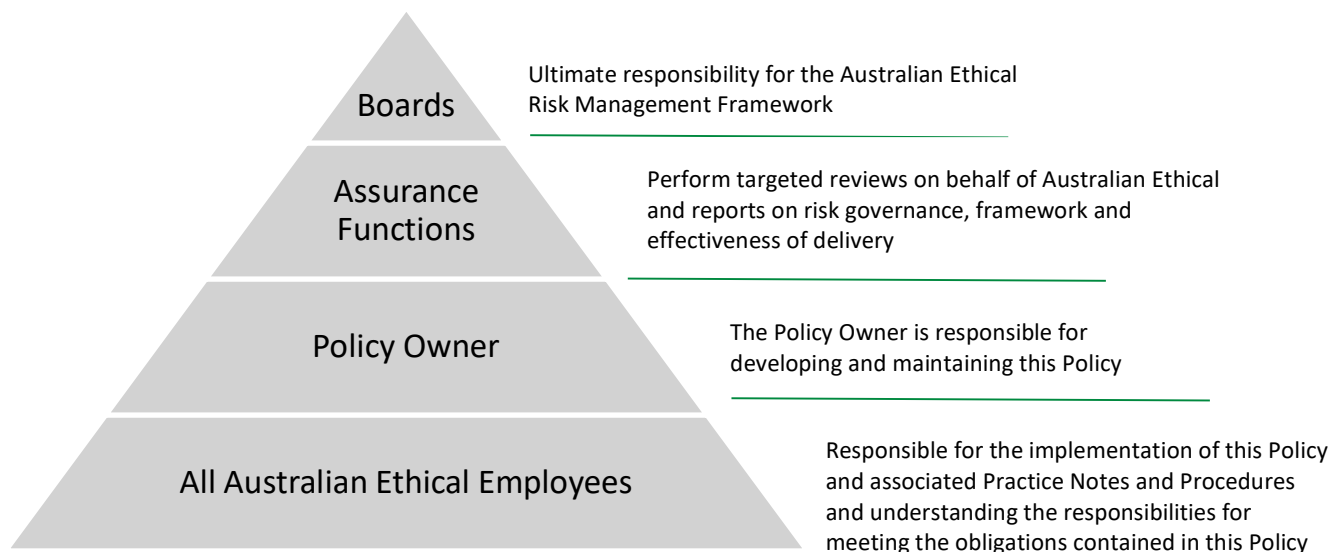 Boards
Ultimate responsibility for the Australian Ethical
Risk Management Framework
Assurance
Functions
Perform targeted reviews on behalf of Australian Ethical
and reports on risk governance, framework and
effectiveness of delivery
Policy Owner
The Policy Owner is responsible for
developing and maintaining this Policy
All Australian Ethical Employees
Responsible for the implementation of this Policy
and associated Practice Notes and Procedures
and understanding the responsibilities for
meeting the obligations contained in this Policy